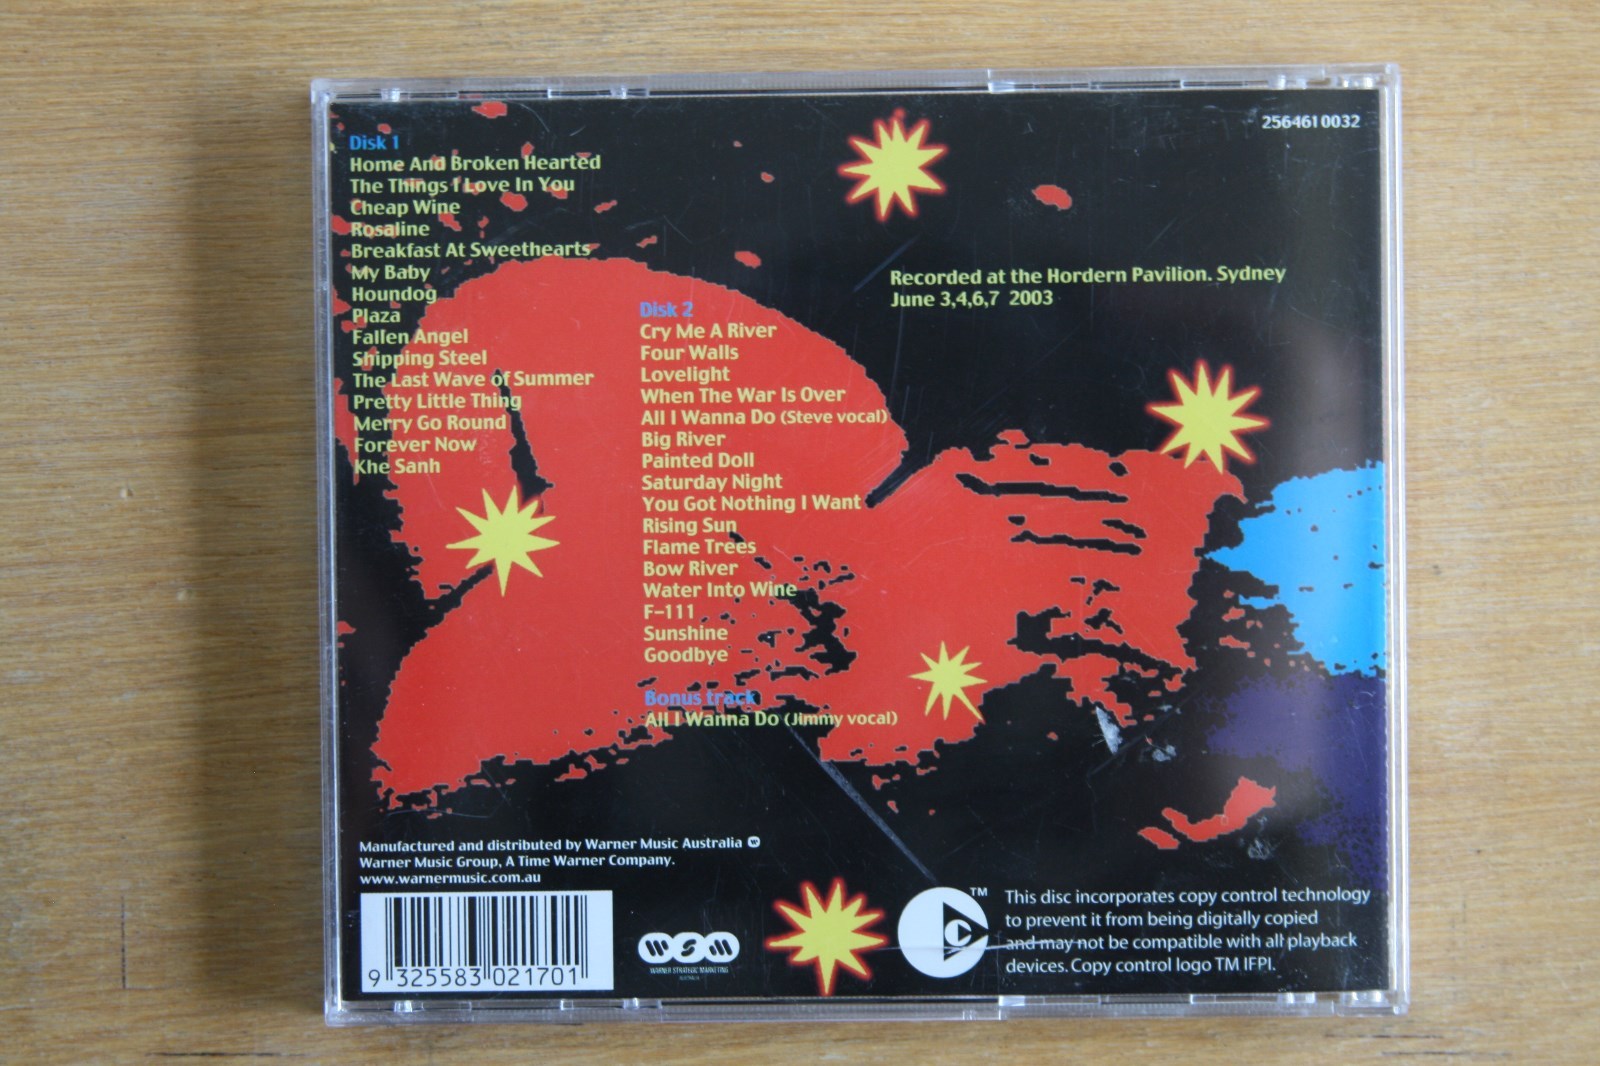 2564610032
Disk 1
Home And Broken Hearted
The Things I Love In You
Cheap Wine
Rosaline
Breakfast At Sweethearts
My Baby
Houndog
Plaza
Fallen Angel
Shipping Steel
The Last Wave of Summer
Pretty Little Thing
Merry Go Round
Forever Now
Khe Sanh
Disk 2
Cry Me A River
Four Walls
Lovelight
When The War Is Over
All I Wanna Do (Steve vocal)
Big River
Painted Doll
Saturday Night
You Got Nothing I Want
Rising Sun
Flame Trees
Bow River
Water Into Wine
F-111
Sunshine
Goodbye
Bonus track
All I Wanna Do (Jimmy vocal)
Recorded at the Hordern Pavilion. Sydney
June 3,4,6,7 2003
Manufactured and distributed by Warner Music Australia
Warner Music Group, A Time Warner Company.
www.warnermusic.com.au
9 325583 021701
WSM
WARNER STRATEGIC MARKETING
AUSTRALIA
TM
This disc incorporates copy control technology
to prevent it from being digitally copied
and may not be compatible with all playback
devices. Copy control logo TM IFPI.